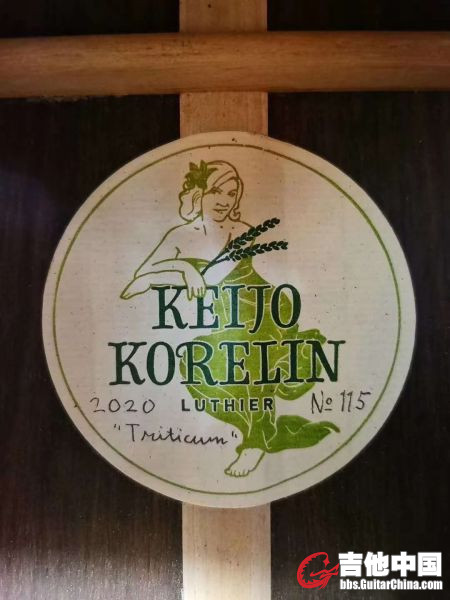 KEIJO
KORELIN
2020 LUTHIER № 115
"Triticum"
吉他中国
bbs.GuitarChina.com